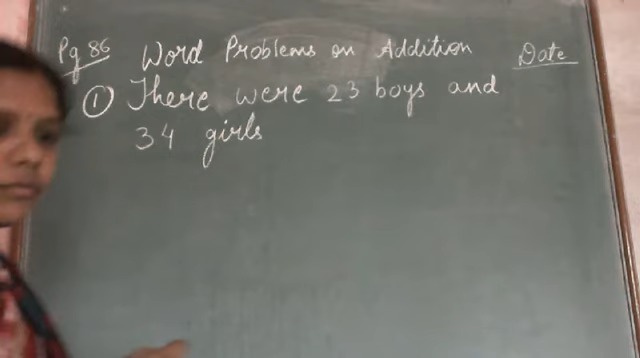 Pg 86 Word Problems on Addition Date
① There were 23 boys and
34 girls